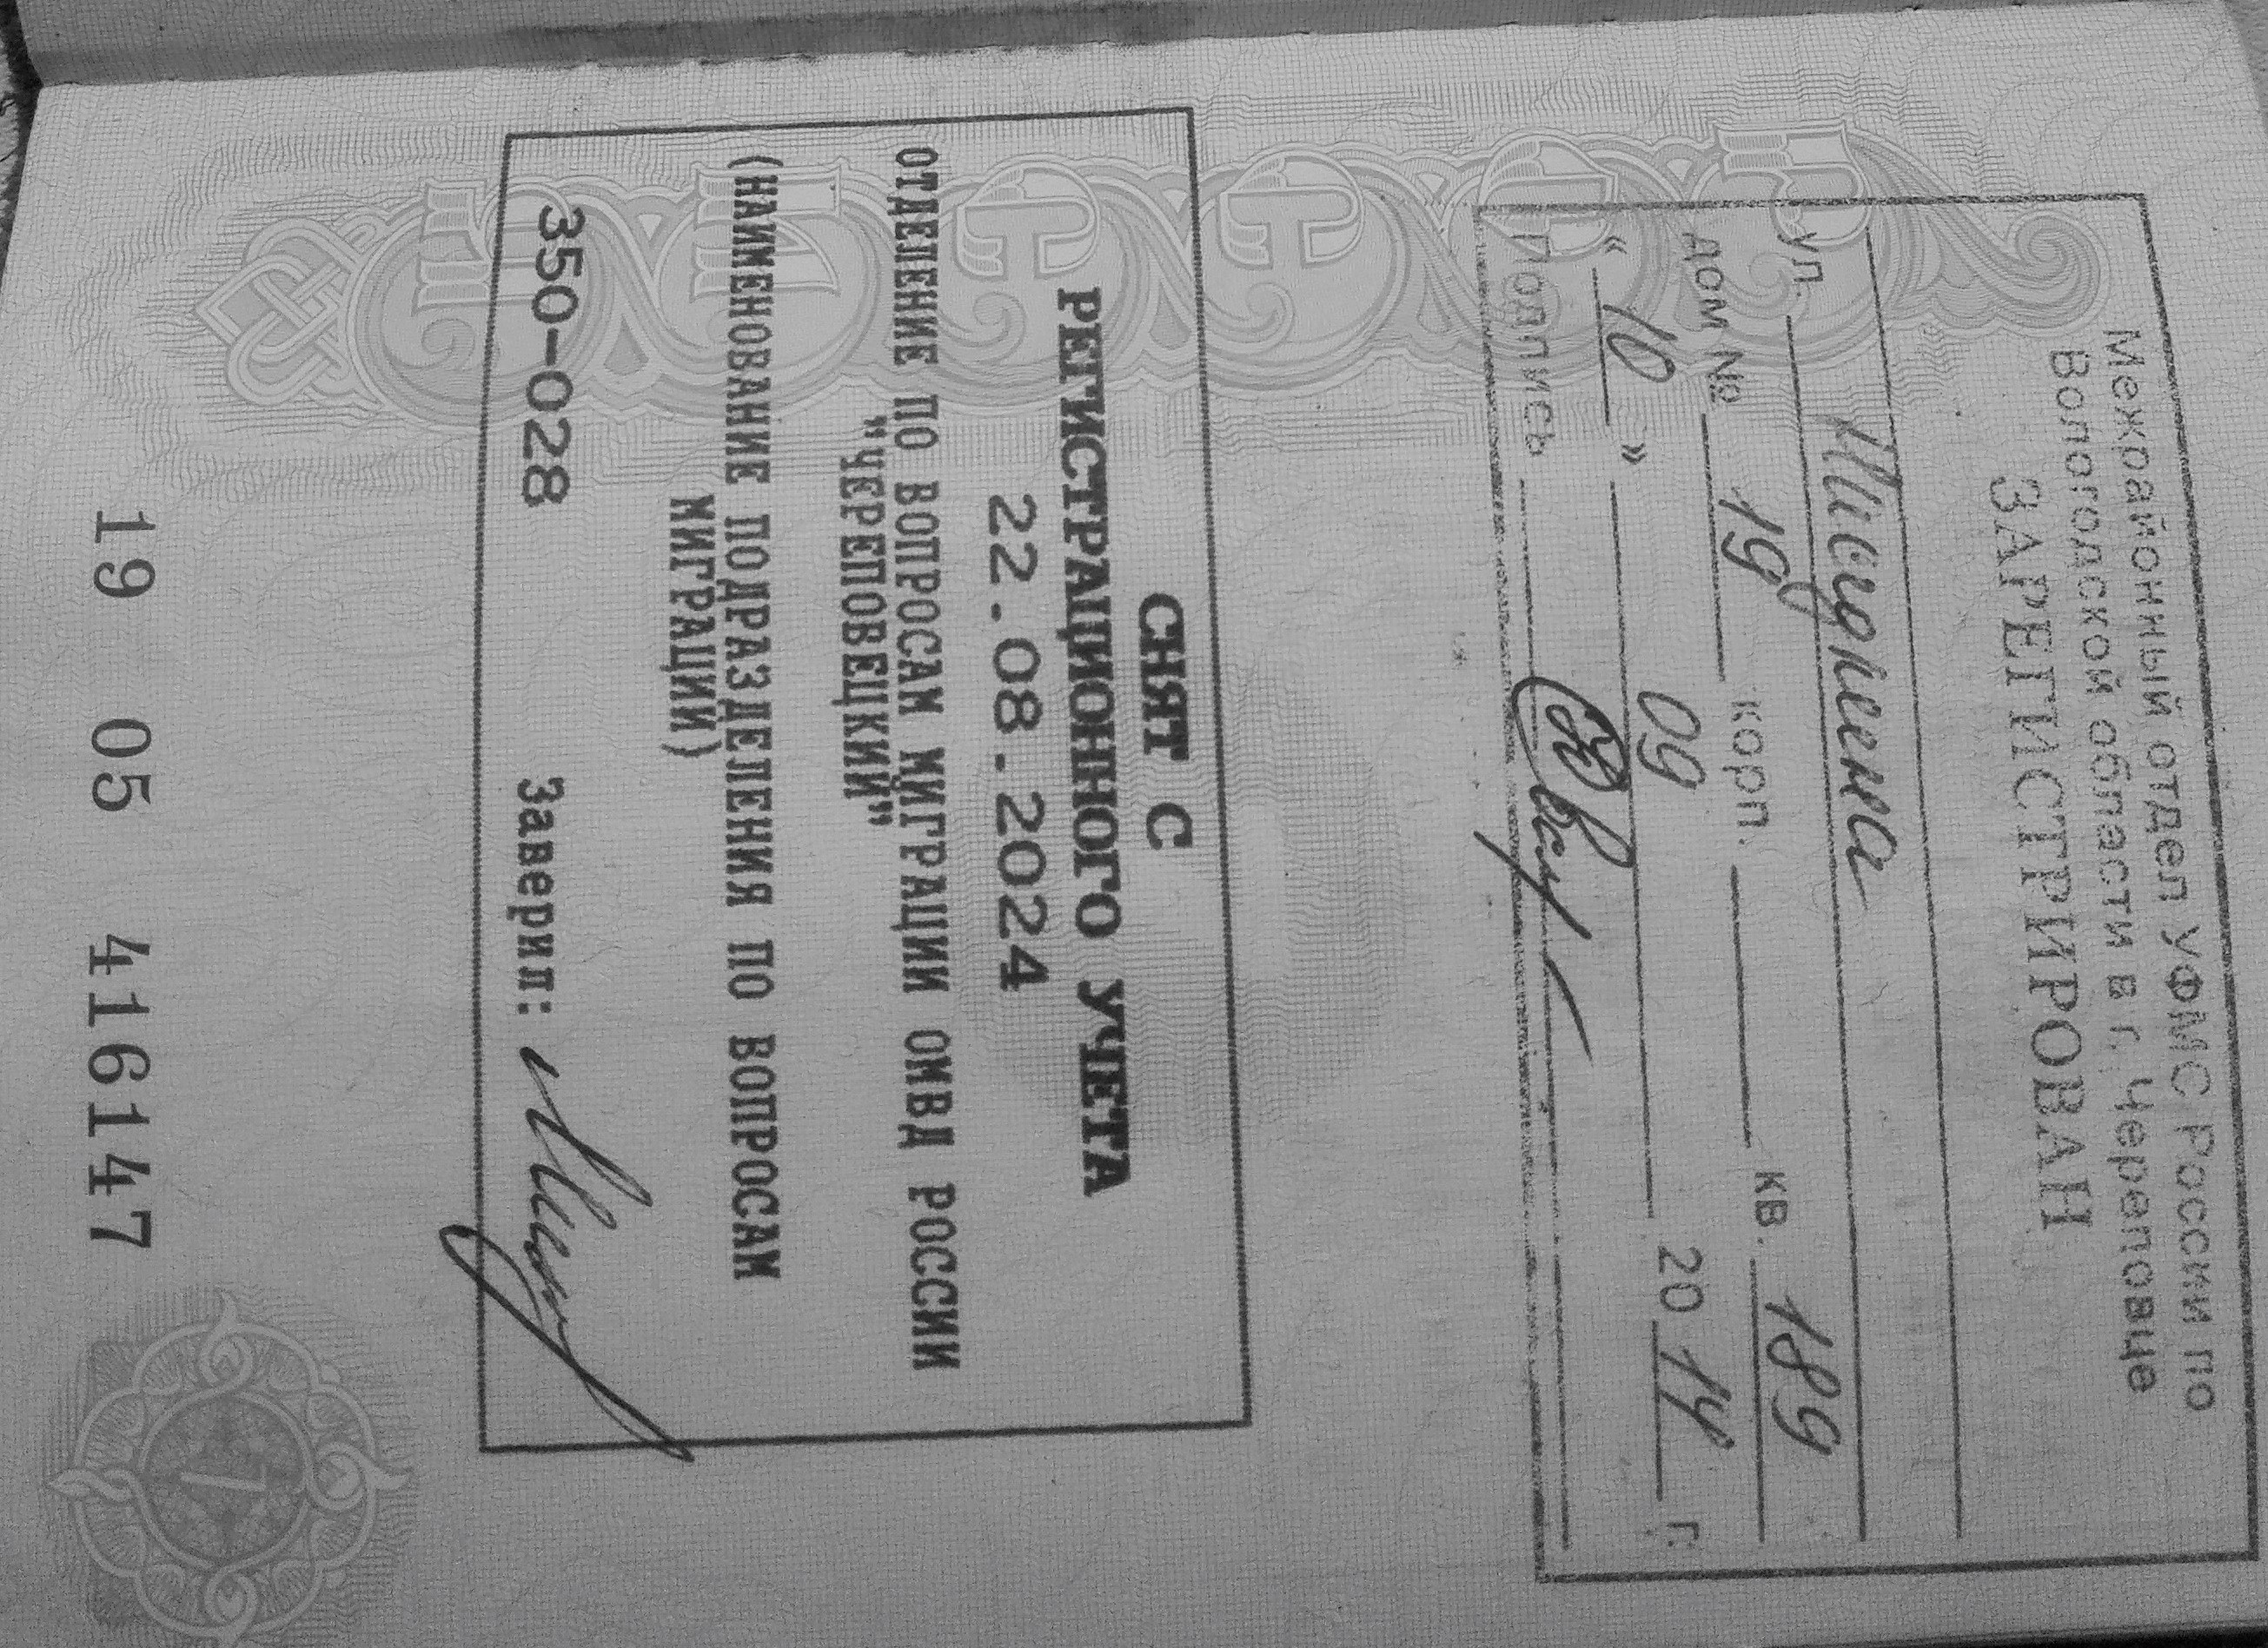 Межрайонный отдел УФМС России по
Вологодской области в г. Череповце
ЗАРЕГИСТРИРОВАН
ул.
дом № 19 корп. кв. 189
« 10 » 09 20 14 г.
Подпись
СНЯТ С
РЕГИСТРАЦИОННОГО УЧЕТА
22.08.2024
ОТДЕЛЕНИЕ ПО ВОПРОСАМ МИГРАЦИИ ОМВД РОССИИ
"ЧЕРЕПОВЕЦКИЙ"
(НАИМЕНОВАНИЕ ПОДРАЗДЕЛЕНИЯ ПО ВОПРОСАМ
МИГРАЦИИ)
350-028 Заверил:
19 05 416147